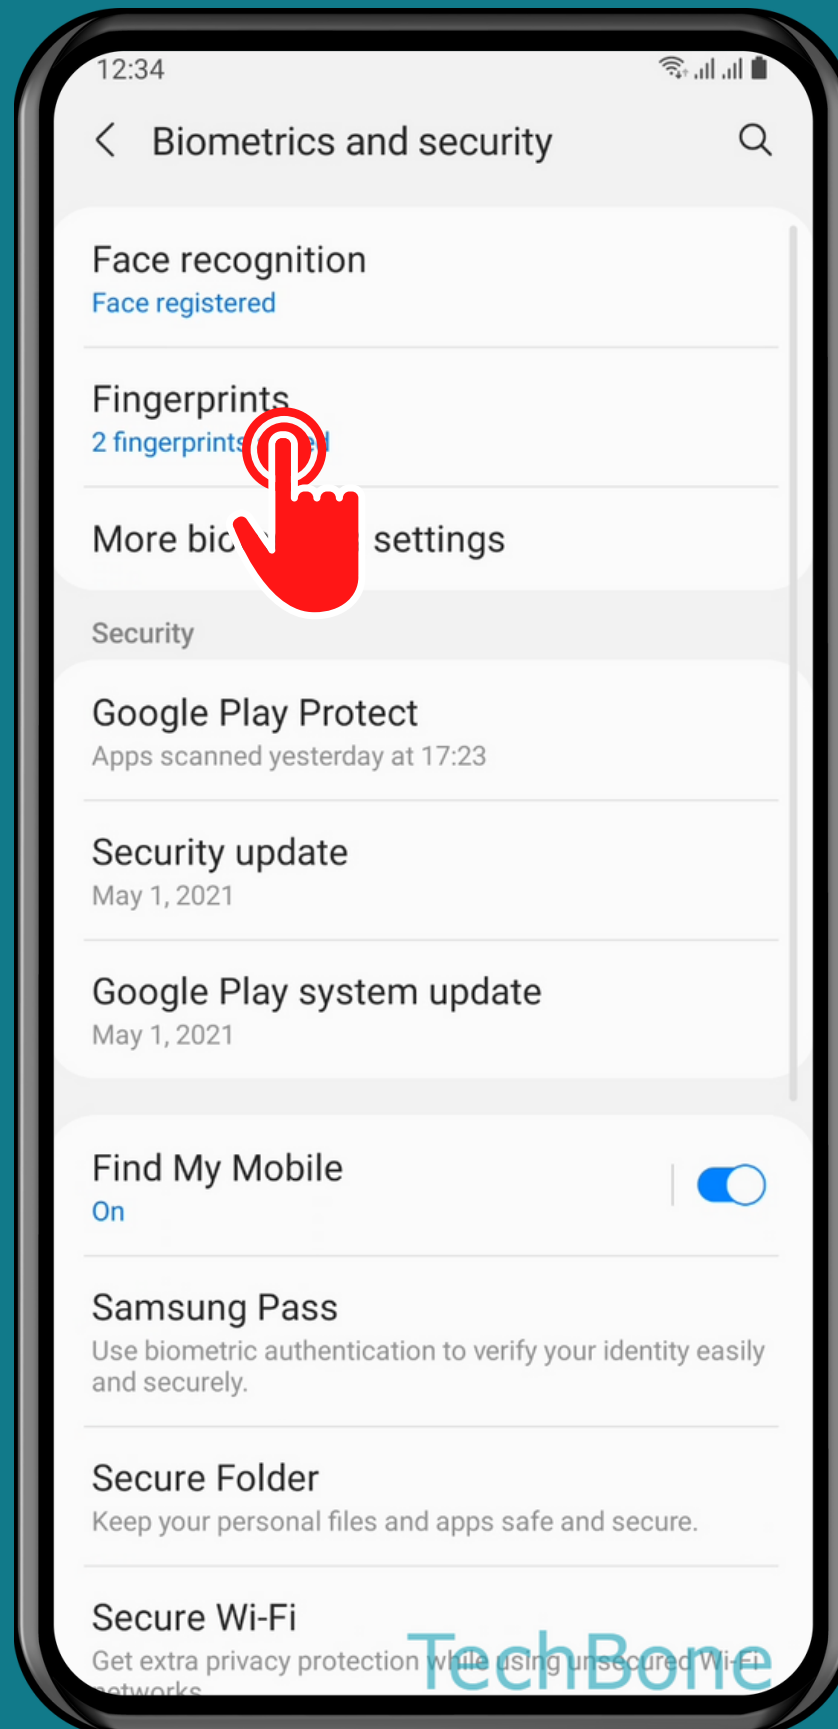 12:34
Biometrics and security
Face recognition
Face registered
Fingerprints
2 fingerprints
More settings
Security
Google Play Protect
Apps scanned yesterday at 17:23
Security update
May 1, 2021
Google Play system update
May 1, 2021
Find My Mobile
On
Samsung Pass
Use biometric authentication to verify your identity easily
and securely.
Secure Folder
Keep your personal files and apps safe and secure.
Secure Wi-Fi
Get extra privacy protection while using unsecured Wi-Fi
networks
TechBone